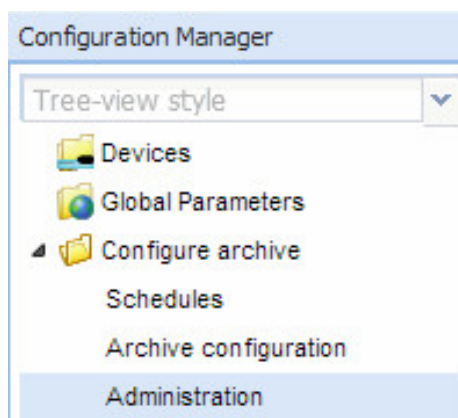 Configuration Manager
Tree-view style
Devices
Global Parameters
Configure archive
Schedules
Archive configuration
Administration